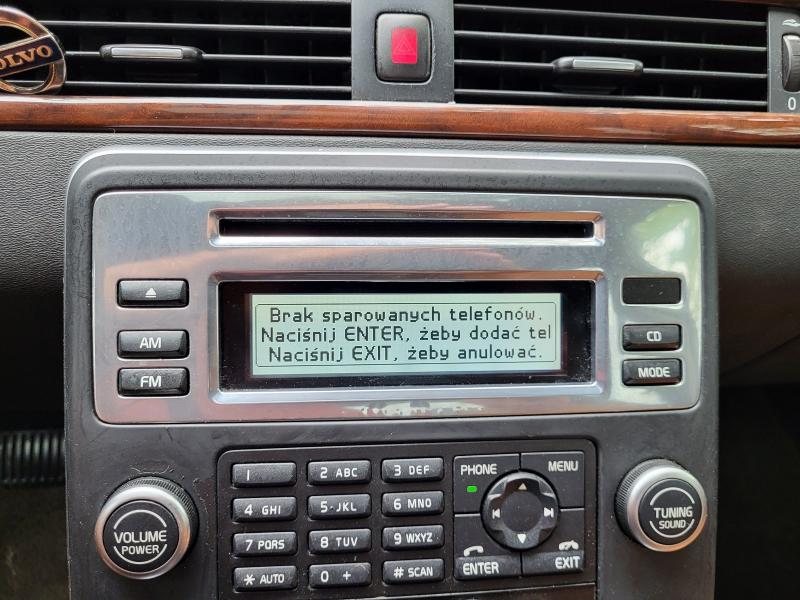 VOLVO
0
AM
FM
Brak sparowanych telefonów.
Naciśnij ENTER, żeby dodać tel
Naciśnij EXIT, żeby anulować.
CD
MODE
1
2 ABC
3 DEF
4 GHI
5·JKL
6 MNO
7 PQRS
8 TUV
9 WXYZ
* AUTO
0 +
# SCAN
PHONE
MENU
ENTER
EXIT
VOLUME
POWER
TUNING
SOUND